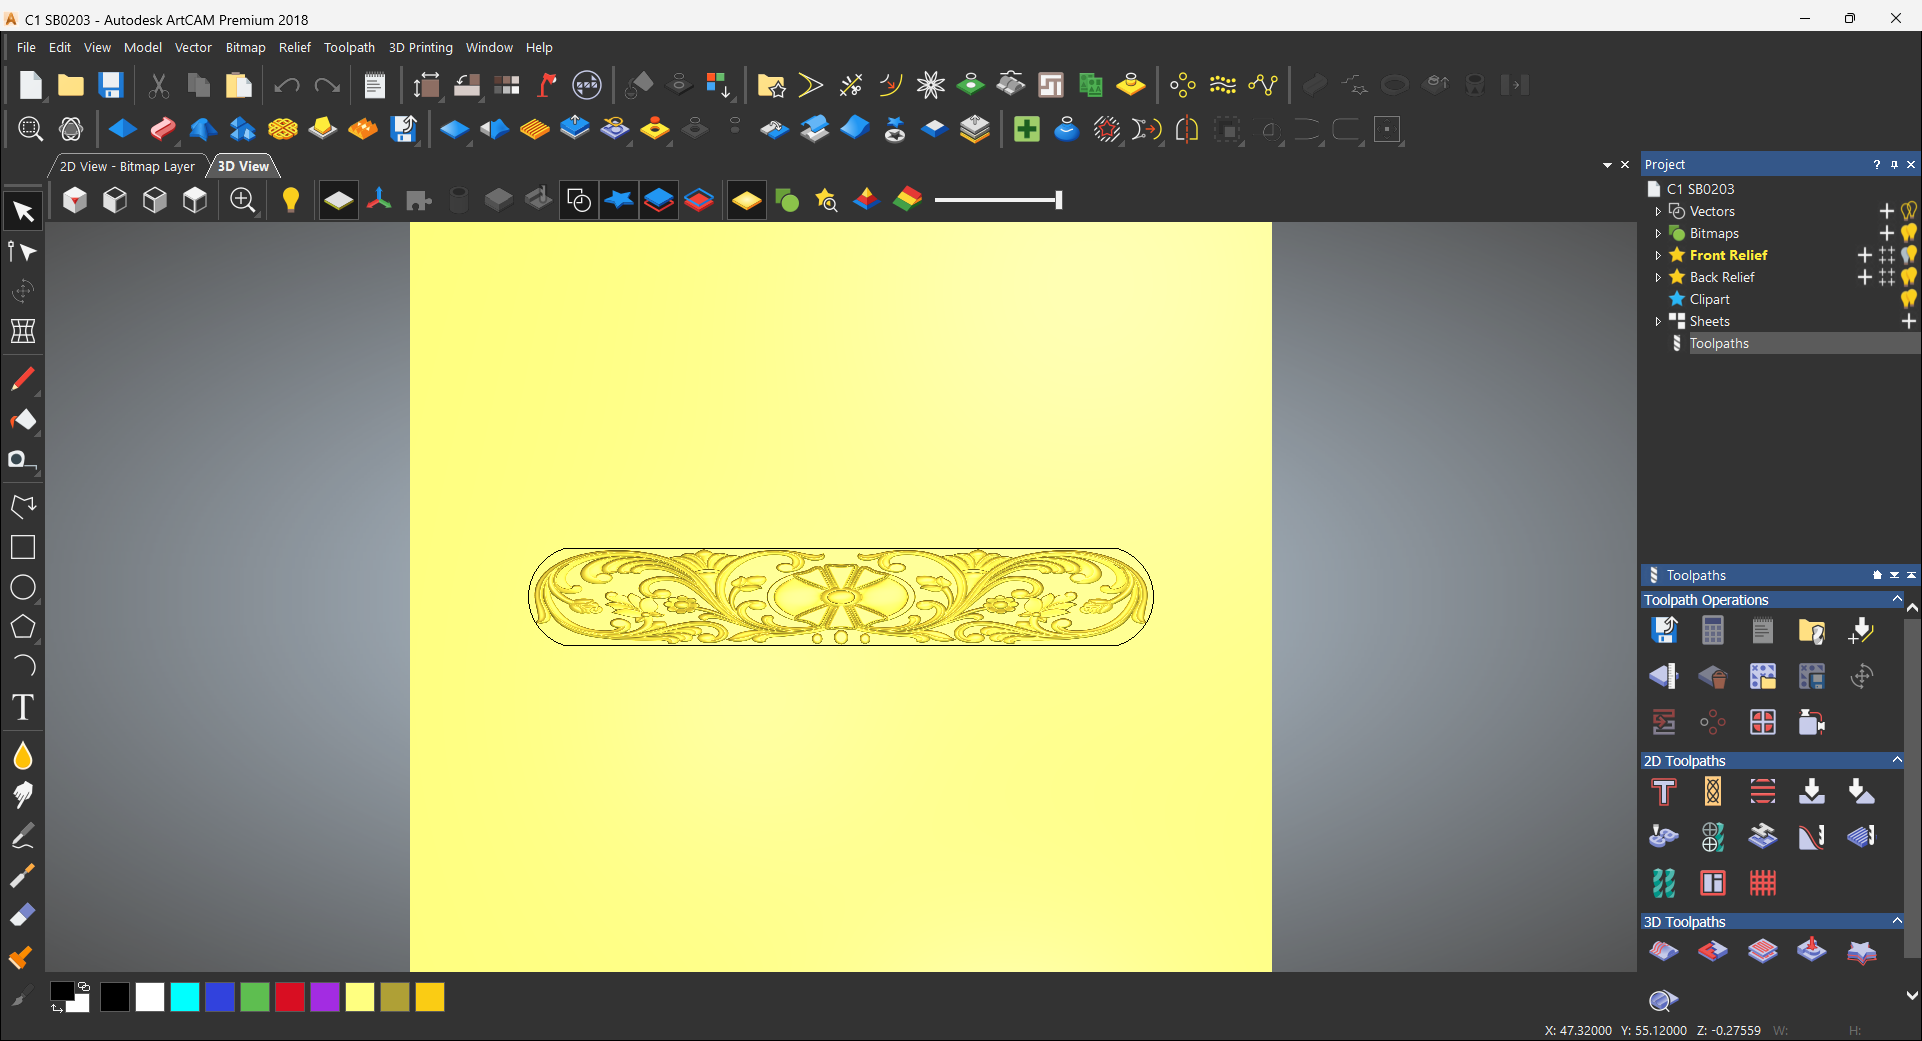 C1 SB0203 - Autodesk ArtCAM Premium 2018
File Edit View Model Vector Bitmap Relief Toolpath 3D Printing Window Help
2D View - Bitmap Layer 3D View
Project
C1 SB0203
Vectors
Bitmaps
Front Relief
Back Relief
Clipart
Sheets
Toolpaths
Toolpaths
Toolpath Operations
2D Toolpaths
3D Toolpaths
X: 47.32000 Y: 55.12000 Z: -0.27559 W: H: